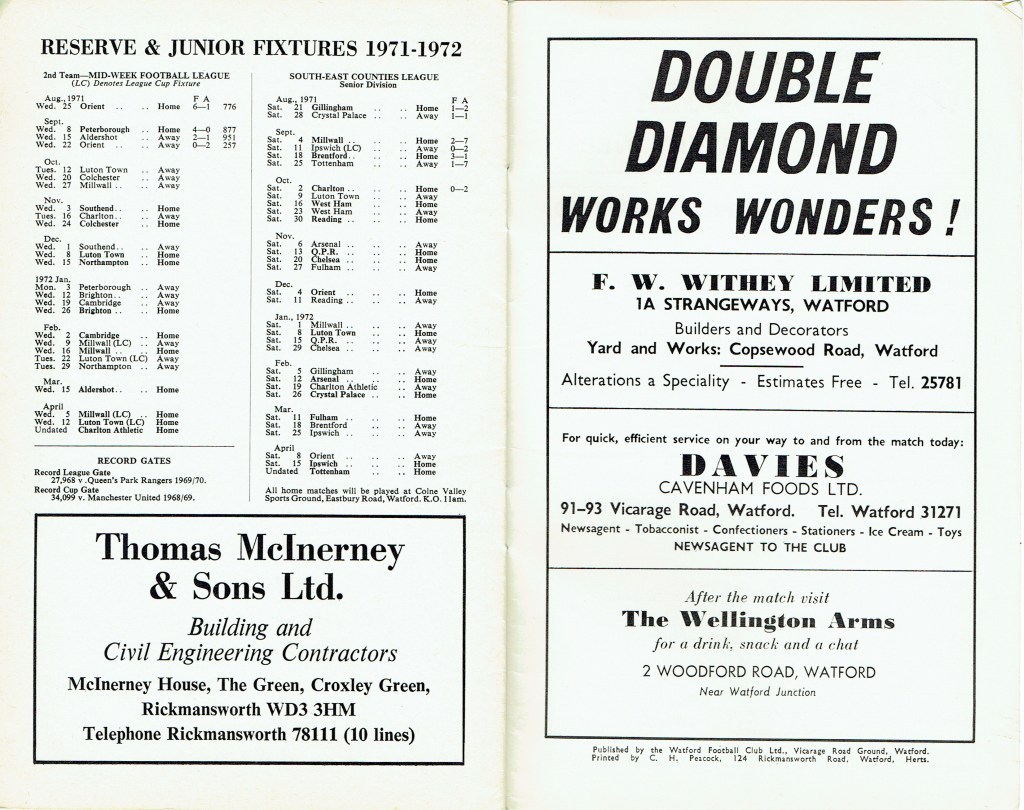 RESERVE & JUNIOR FIXTURES 1971-1972
2nd Team—MID-WEEK FOOTBALL LEAGUE
(LC) Denotes League Cup Fixture
Aug., 1971 F A
Wed. 25 Orient .. .. Home 6—1 776
Sept.
Wed. 8 Peterborough .. Home 4—0 877
Wed. 15 Aldershot .. Away 2—1 951
Wed. 22 Orient .. .. Away 0—2 257
Oct.
Tues. 12 Luton Town .. Away
Wed. 20 Colchester .. Away
Wed. 27 Millwall .. .. Away
Nov.
Wed. 3 Southend .. .. Home
Tues. 16 Charlton .. .. Away
Wed. 24 Colchester .. Home
Dec.
Wed. 1 Southend .. .. Away
Wed. 8 Luton Town .. Home
Wed. 15 Northampton .. Home
1972 Jan.
Mon. 3 Peterborough .. Away
Wed. 12 Brighton .. .. Away
Wed. 19 Cambridge .. Away
Wed. 26 Brighton .. .. Home
Feb.
Wed. 2 Cambridge .. Home
Wed. 9 Millwall (LC) .. Away
Wed. 16 Millwall .. .. Home
Tues. 22 Luton Town (LC) Away
Tues. 29 Northampton .. Away
Mar.
Wed. 15 Aldershot .. .. Home
April
Wed. 5 Millwall (LC) .. Home
Wed. 12 Luton Town (LC) Home
Undated Charlton Athletic Home
RECORD GATES
Record League Gate
27,968 v .Queen's Park Rangers 1969/70.
Record Cup Gate
34,099 v. Manchester United 1968/69.
SOUTH-EAST COUNTIES LEAGUE
Senior Division
Aug., 1971 F A
Sat. 21 Gillingham .. .. Home 1—2
Sat. 28 Crystal Palace .. .. Away 1—1
Sept.
Sat. 4 Millwall .. .. .. Home 2—7
Sat. 11 Ipswich (LC) .. .. Away 0—2
Sat. 18 Brentford .. .. .. Home 3—1
Sat. 25 Tottenham .. .. Away 1—7
Oct.
Sat. 2 Charlton .. .. .. Home 0—2
Sat. 9 Luton Town .. .. Away
Sat. 16 West Ham .. .. Home
Sat. 23 West Ham .. .. Away
Sat. 30 Reading .. .. .. Home
Nov.
Sat. 6 Arsenal .. .. .. Away
Sat. 13 Q.P.R. .. .. .. Home
Sat. 20 Chelsea .. .. .. Home
Sat. 27 Fulham .. .. .. Away
Dec.
Sat. 4 Orient .. .. .. Home
Sat. 11 Reading .. .. .. Away
Jan., 1972
Sat. 1 Millwall .. .. .. Away
Sat. 8 Luton Town .. .. Home
Sat. 15 Q.P.R. .. .. .. Away
Sat. 29 Chelsea .. .. .. Away
Feb.
Sat. 5 Gillingham .. .. Away
Sat. 12 Arsenal .. .. .. Home
Sat. 19 Charlton Athletic .. Away
Sat. 26 Crystal Palace .. .. Home
Mar.
Sat. 11 Fulham .. .. .. Home
Sat. 18 Brentford .. .. Away
Sat. 25 Ipswich .. .. .. Away
April
Sat. 8 Orient .. .. .. Away
Sat. 15 Ipswich .. .. .. Home
Undated Tottenham .. .. Home
All home matches will be played at Colne Valley
Sports Ground, Eastbury Road, Watford. K.O. 11am.
Thomas McInerney
& Sons Ltd.
Building and
Civil Engineering Contractors
McInerney House, The Green, Croxley Green,
Rickmansworth WD3 3HM
Telephone Rickmansworth 78111 (10 lines)
DOUBLE
DIAMOND
WORKS WONDERS!
F. W. WITHEY LIMITED
1A STRANGEWAYS, WATFORD
Builders and Decorators
Yard and Works: Copsewood Road, Watford
Alterations a Speciality - Estimates Free - Tel. 25781
For quick, efficient service on your way to and from the match today:
DAVIES
CAVENHAM FOODS LTD.
91-93 Vicarage Road, Watford. Tel. Watford 31271
Newsagent - Tobacconist - Confectioners - Stationers - Ice Cream - Toys
NEWSAGENT TO THE CLUB
After the match visit
The Wellington Arms
for a drink, snack and a chat
2 WOODFORD ROAD, WATFORD
Near Watford Junction
Published by the Watford Football Club Ltd., Vicarage Road Ground, Watford.
Printed by C. H. Peacock, 124 Rickmansworth Road, Watford, Herts.